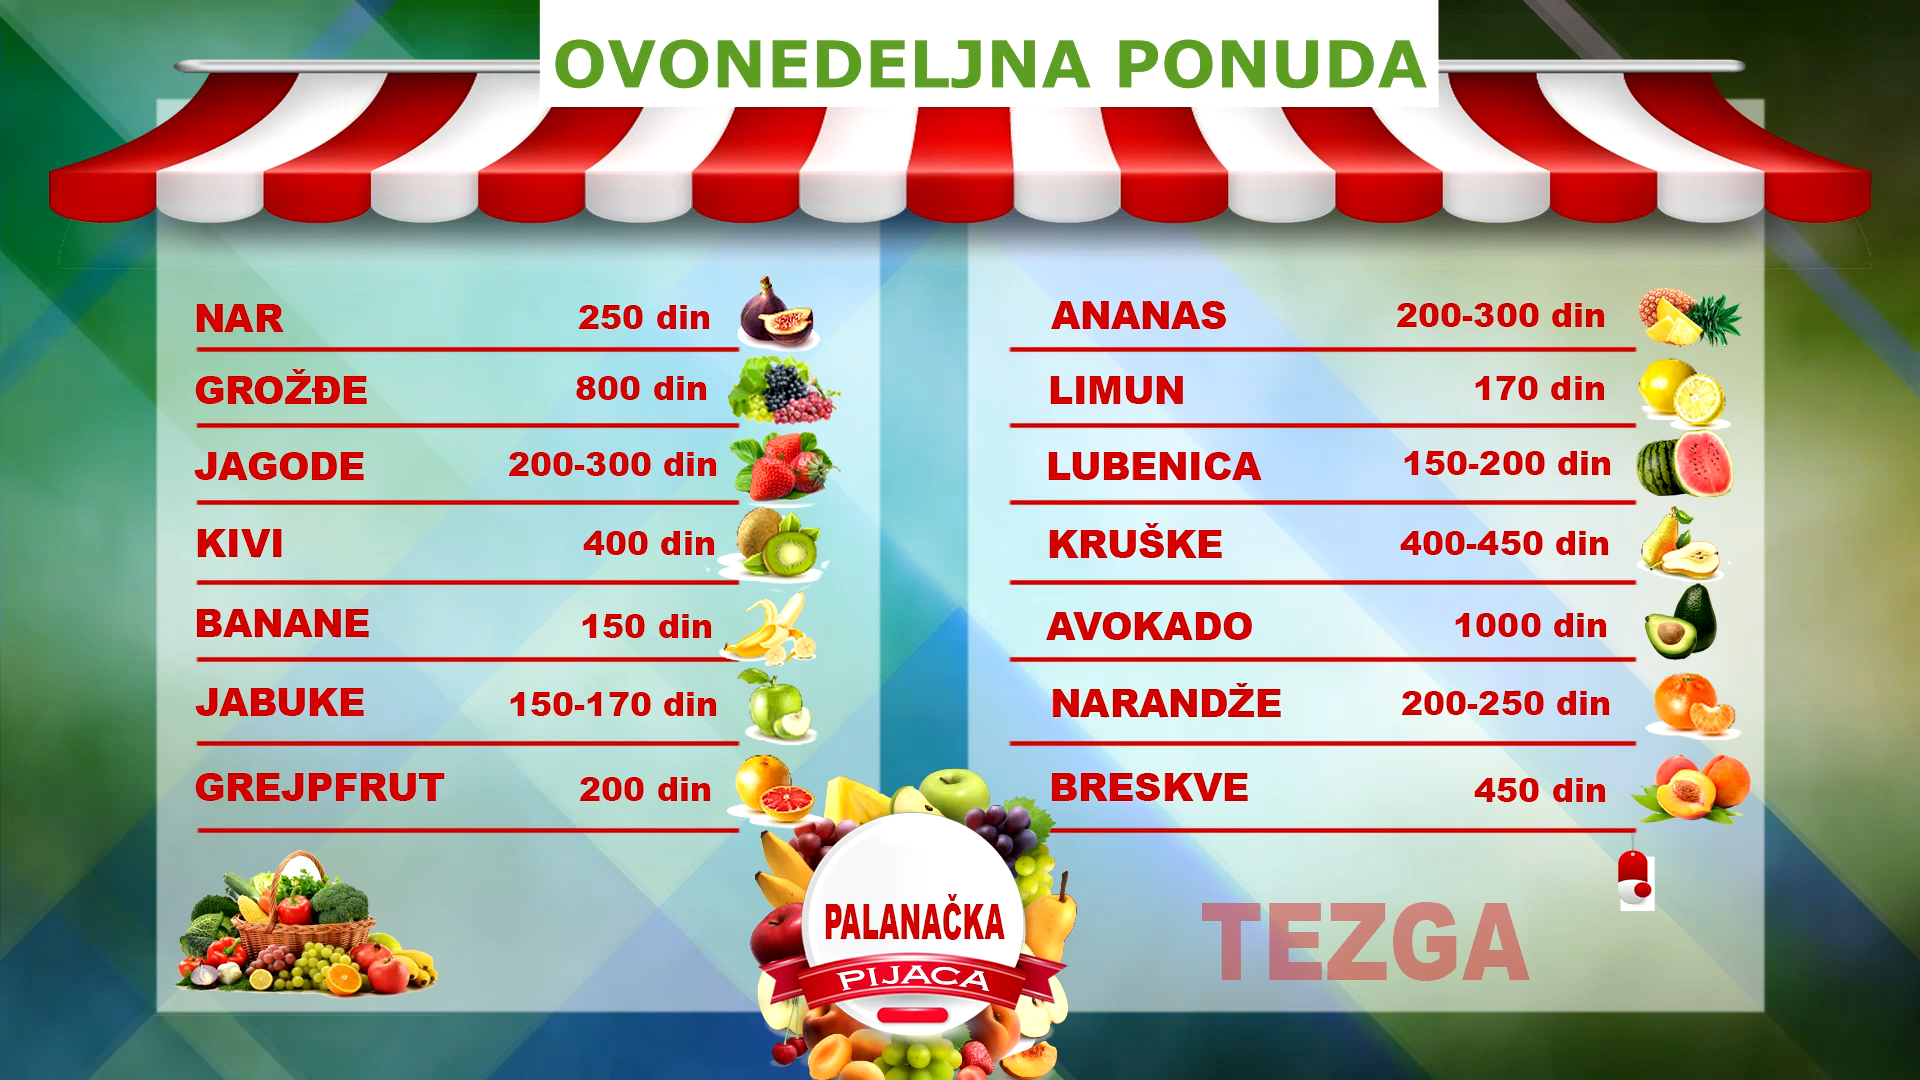 OVONEDELJNA PONUDA
NAR 250 din
GROŽĐE 800 din
JAGODE 200-300 din
KIVI 400 din
BANANE 150 din
JABUKE 150-170 din
GREJPFRUT 200 din
ANANAS 200-300 din
LIMUN 170 din
LUBENICA 150-200 din
KRUŠKE 400-450 din
AVOKADO 1000 din
NARANDŽE 200-250 din
BRESKVE 450 din
PALANAČKA
PIJACA
TEZGA